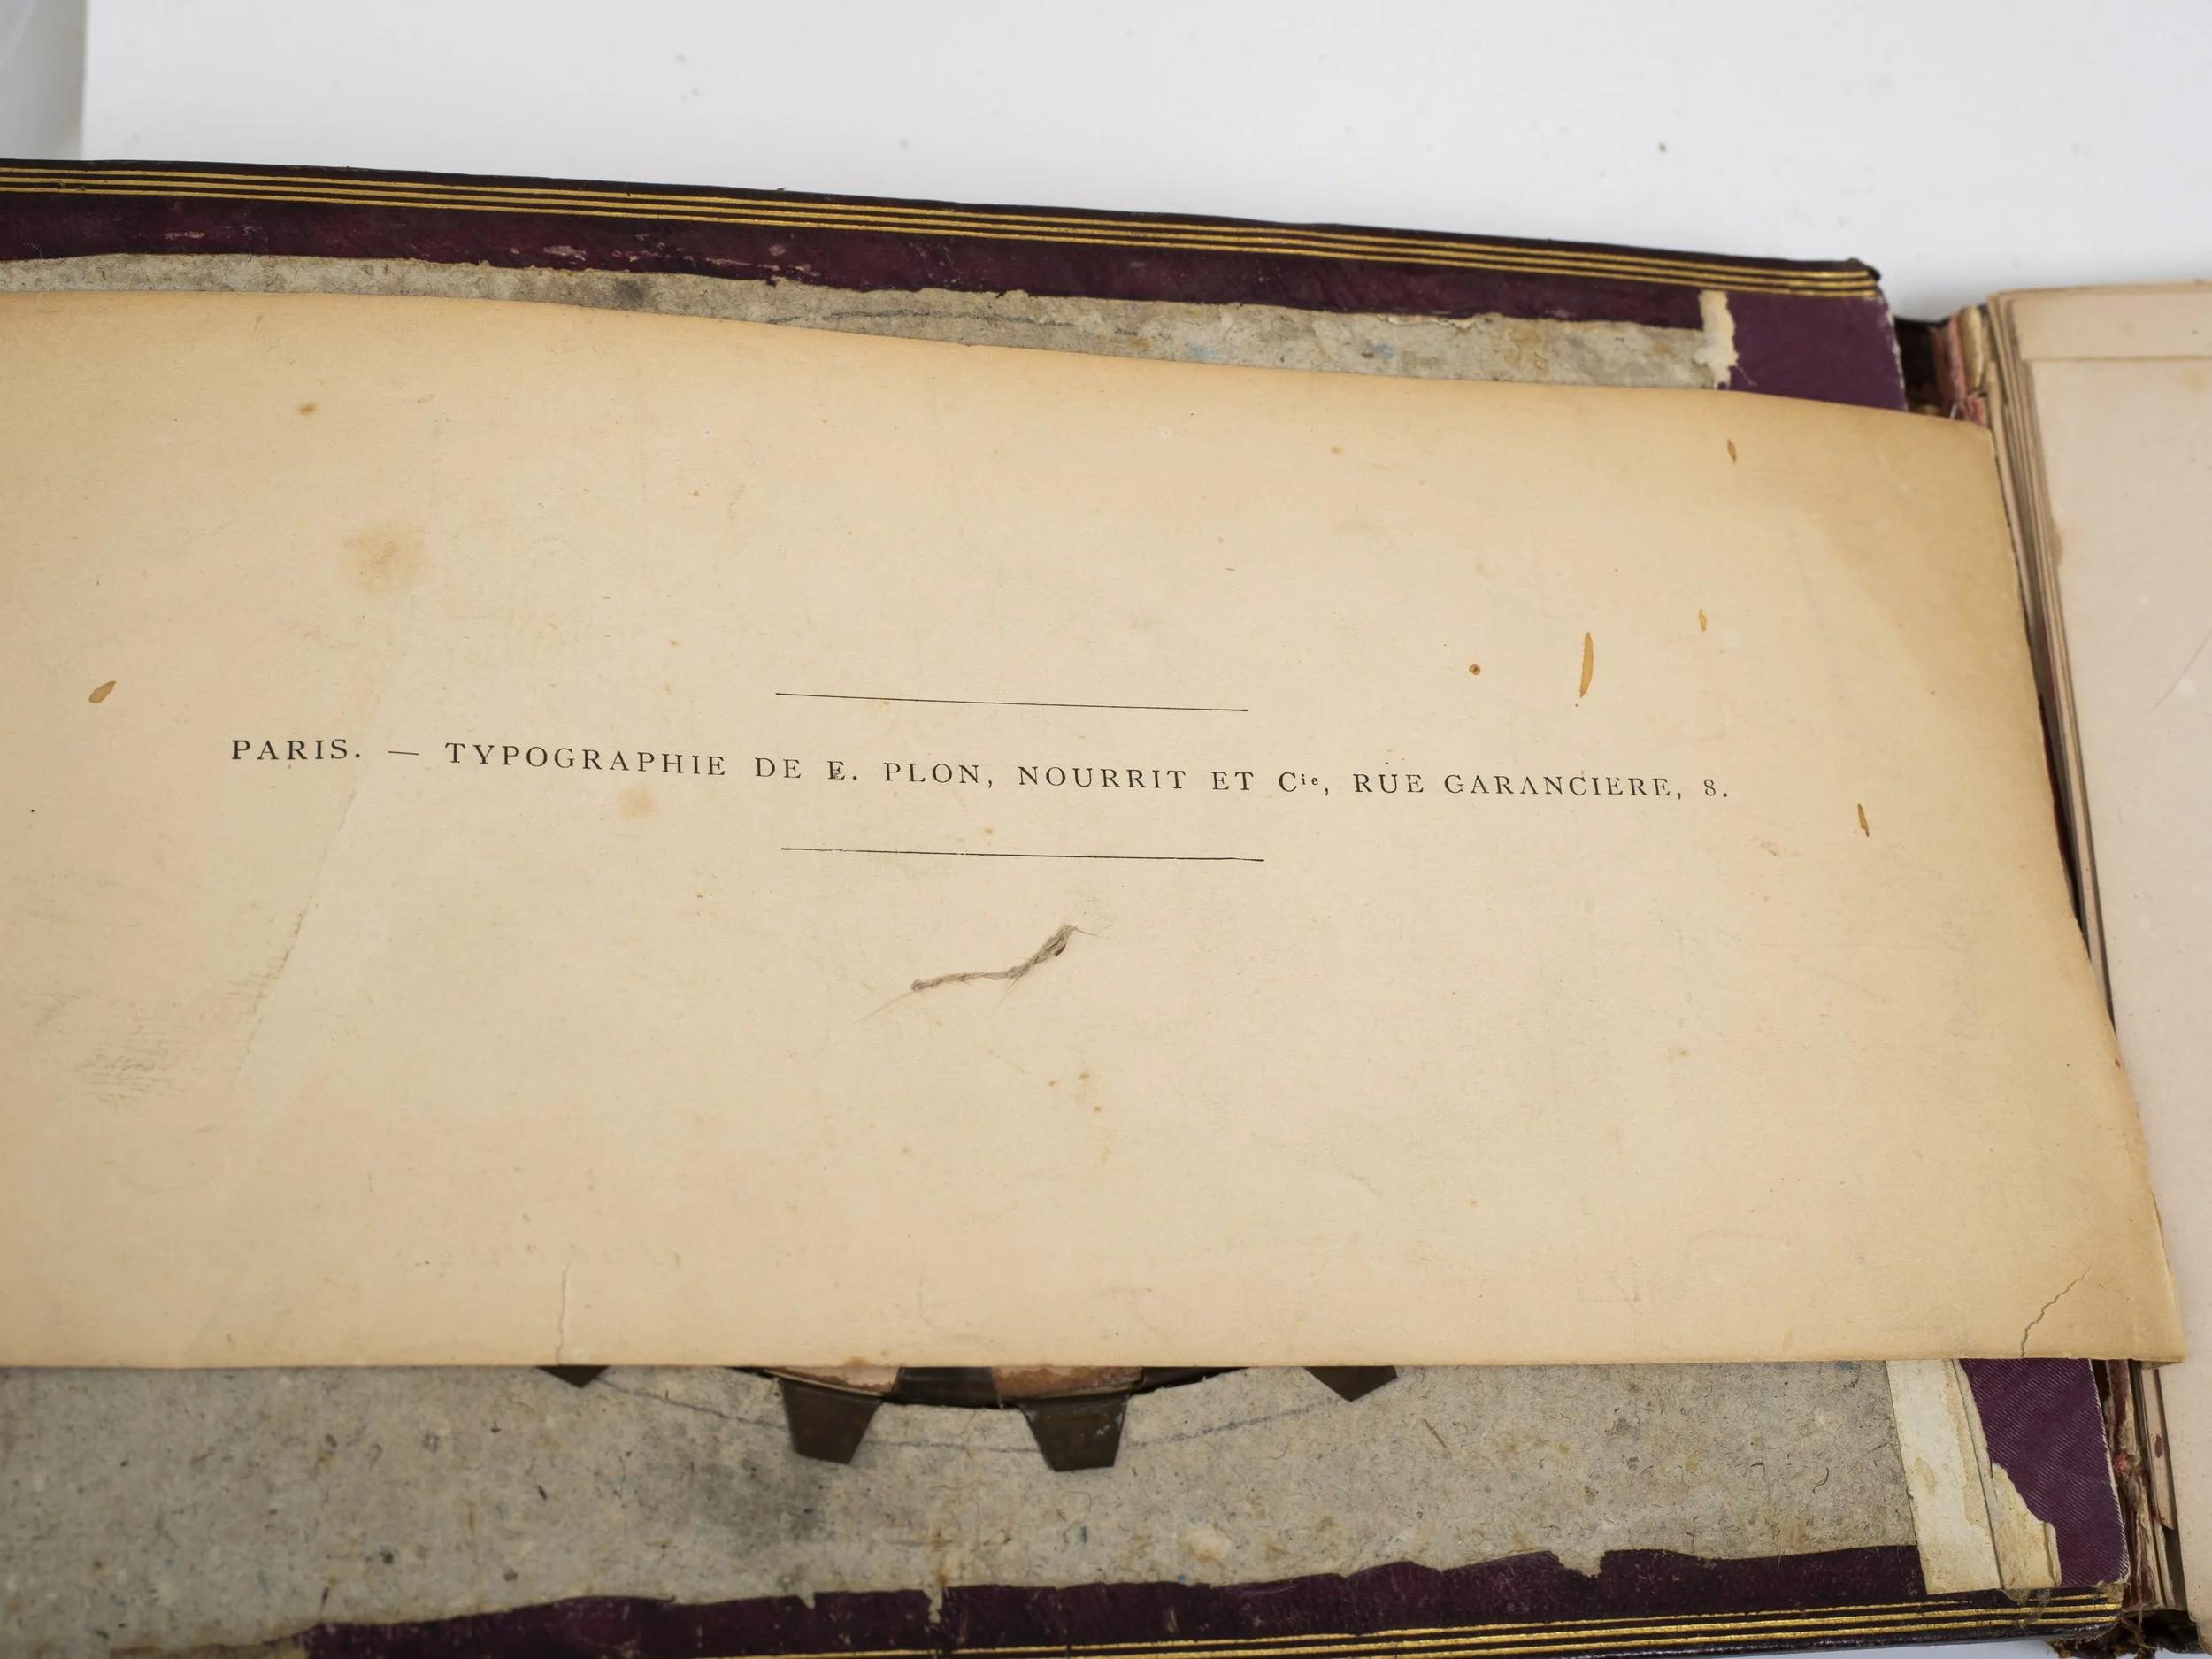 PARIS. — TYPOGRAPHIE DE E. PLON, NOURRIT ET Cie, RUE GARANCIERE, 8.